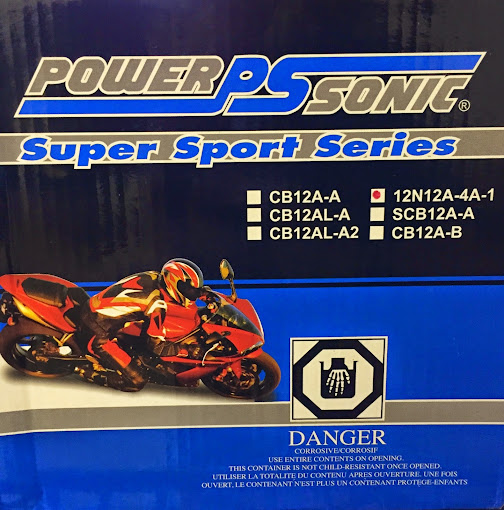 POWER PS SONIC®
Super Sport Series
CB12A-A 12N12A-4A-1
CB12AL-A SCB12A-A
CB12AL-A2 CB12A-B
DANGER
CORROSIVE/CORROSIF
USE ENTIRE CONTENTS ON OPENING.
THIS CONTAINER IS NOT CHILD-RESISTANT ONCE OPENED.
UTILISER LA TOTALITE DU CONTENU APRES OUVERTURE. UNE FOIS
OUVERT, LE CONTENANT N'EST PLUS UN CONTENANT PROTEGE-ENFANTS